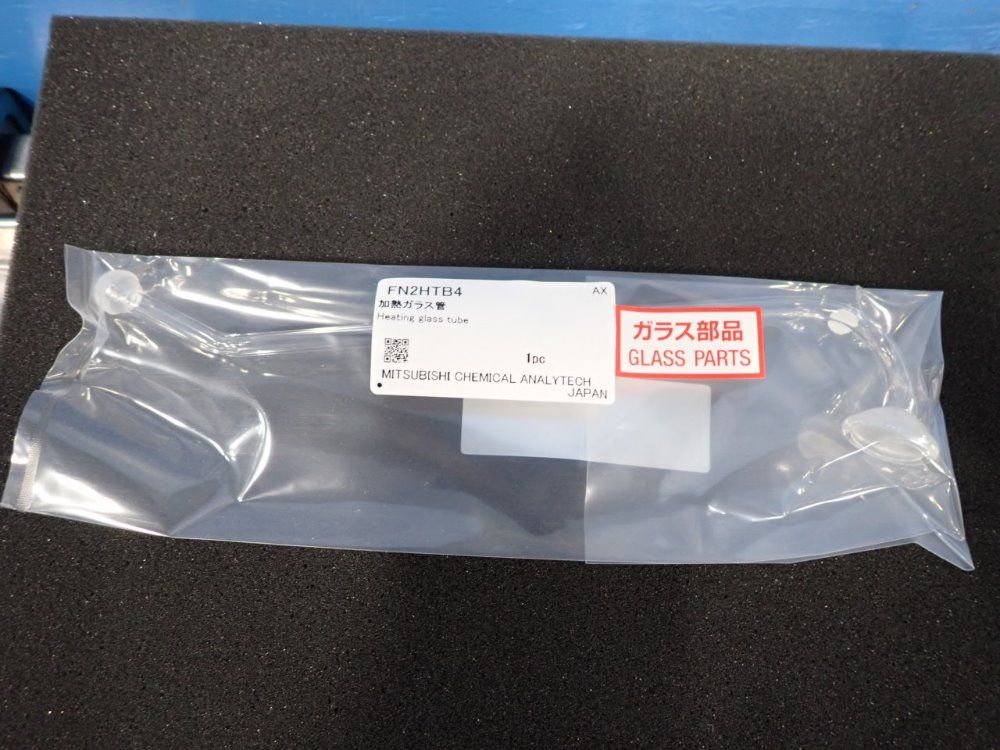 FN2HTB4
AX
加熱ガラス管
Heating glass tube
1pc
MITSUBISHI CHEMICAL ANALYTECH
JAPAN
ガラス部品
GLASS PARTS